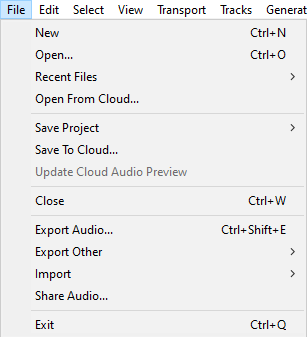 File Edit Select View Transport Tracks Generat
New Ctrl+N
Open... Ctrl+O
Recent Files
Open From Cloud...
Save Project
Save To Cloud...
Update Cloud Audio Preview
Close Ctrl+W
Export Audio... Ctrl+Shift+E
Export Other
Import
Share Audio...
Exit Ctrl+Q